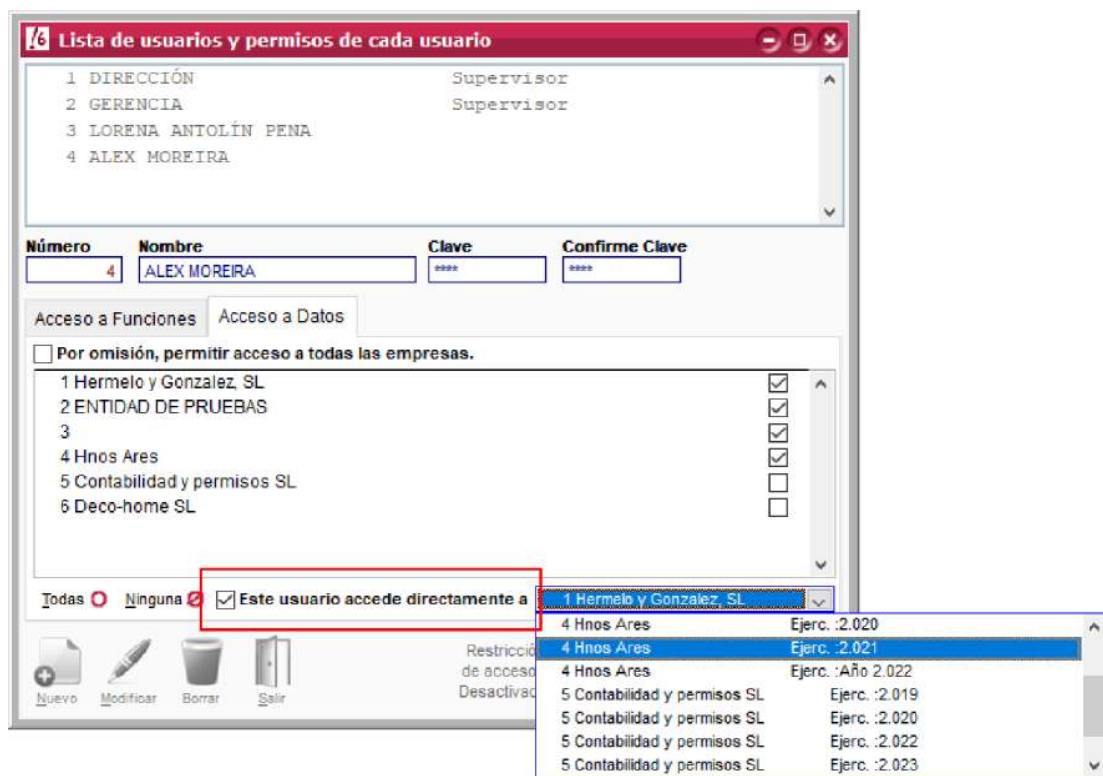 Lista de usuarios y permisos de cada usuario
1 DIRECCIÓN Supervisor
2 GERENCIA Supervisor
3 LORENA ANTOLÍN PENA
4 ALEX MOREIRA
Número Nombre Clave Confirme Clave
4 ALEX MOREIRA **** ****
Acceso a Funciones Acceso a Datos
Por omisión, permitir acceso a todas las empresas.
1 Hermelo y Gonzalez, SL
2 ENTIDAD DE PRUEBAS
3
4 Hnos Ares
5 Contabilidad y permisos SL
6 Deco-home SL
Todas Ninguna Este usuario accede directamente a 1 Hermelo y Gonzalez, SL
4 Hnos Ares Ejerc. :2.020
4 Hnos Ares Ejerc. :2.021
4 Hnos Ares Ejerc. :Año 2.022
5 Contabilidad y permisos SL Ejerc. :2.019
5 Contabilidad y permisos SL Ejerc. :2.020
5 Contabilidad y permisos SL Ejerc. :2.022
5 Contabilidad y permisos SL Ejerc. :2.023
Nuevo Modificar Borrar Salir
Restricció
de acceso
Desactivad